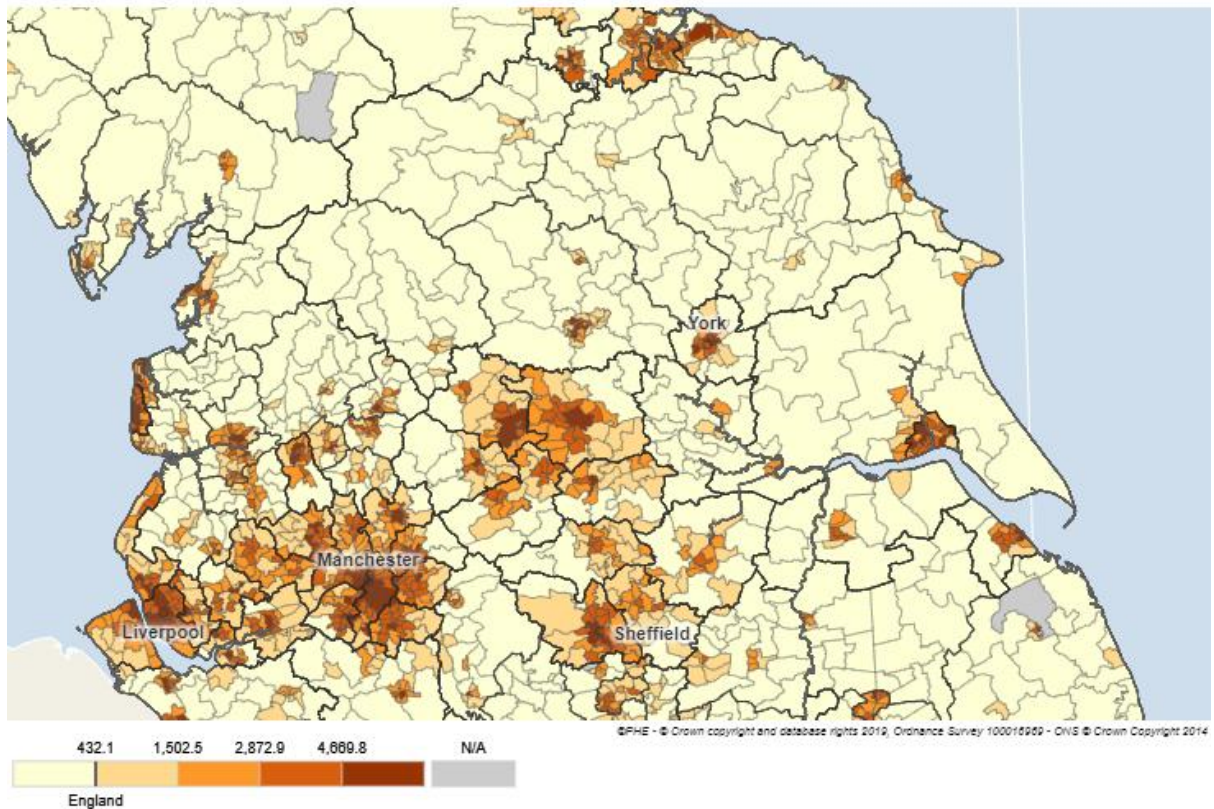 York
Manchester
Liverpool
Sheffield
©PHE - © Crown copyright and database rights 2019, Ordnance Survey 100016969 - ONS © Crown Copyright 2014
432.1 1,502.5 2,872.9 4,669.8 N/A
England